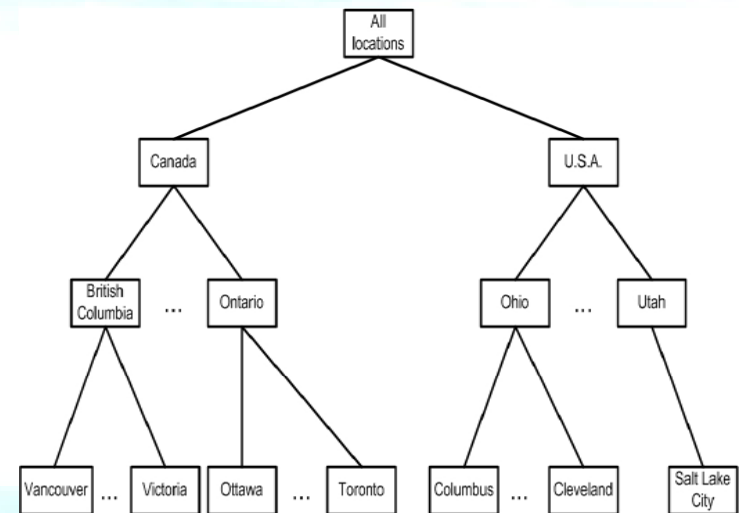 All
locations
Canada
U.S.A.
British
Columbia
...
Ontario
Ohio
...
Utah
Vancouver
...
Victoria
Ottawa
...
Toronto
Columbus
...
Cleveland
Salt Lake
City